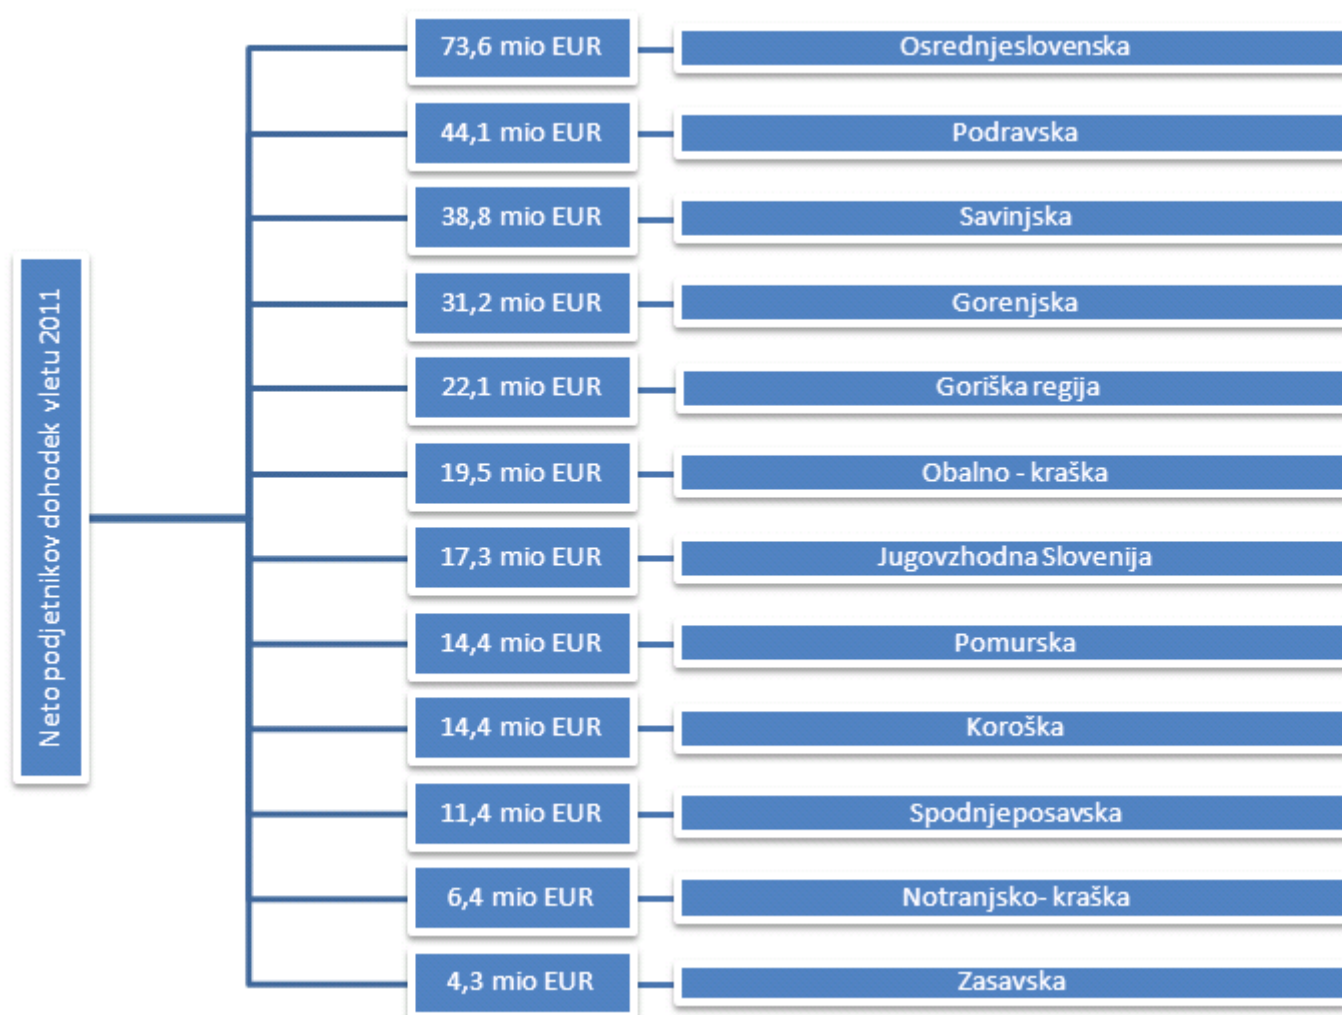 Neto podjetnikov dohodek v letu 2011
73,6 mio EUR
Osrednjeslovenska
44,1 mio EUR
Podravska
38,8 mio EUR
Savinjska
31,2 mio EUR
Gorenjska
22,1 mio EUR
Goriška regija
19,5 mio EUR
Obalno - kraška
17,3 mio EUR
Jugovzhodna Slovenija
14,4 mio EUR
Pomurska
14,4 mio EUR
Koroška
11,4 mio EUR
Spodnjeposavska
6,4 mio EUR
Notranjsko- kraška
4,3 mio EUR
Zasavska